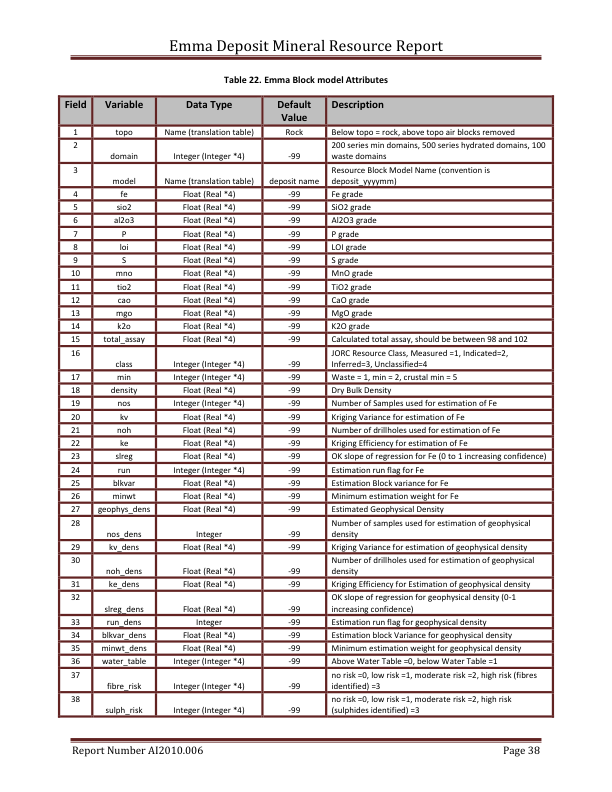 Emma Deposit Mineral Resource Report
Table 22. Emma Block model Attributes
Field Variable Data Type Default Value Description
1 topo Name (translation table) Rock Below topo = rock, above topo air blocks removed
2 domain Integer (Integer *4) -99 200 series min domains, 500 series hydrated domains, 100
waste domains
3 model Name (translation table) deposit name Resource Block Model Name (convention is
deposit_yyyymm)
4 fe Float (Real *4) -99 Fe grade
5 sio2 Float (Real *4) -99 SiO2 grade
6 al2o3 Float (Real *4) -99 Al2O3 grade
7 P Float (Real *4) -99 P grade
8 loi Float (Real *4) -99 LOI grade
9 S Float (Real *4) -99 S grade
10 mno Float (Real *4) -99 MnO grade
11 tio2 Float (Real *4) -99 TiO2 grade
12 cao Float (Real *4) -99 CaO grade
13 mgo Float (Real *4) -99 MgO grade
14 k2o Float (Real *4) -99 K2O grade
15 total_assay Float (Real *4) -99 Calculated total assay, should be between 98 and 102
16 class Integer (Integer *4) -99 JORC Resource Class, Measured =1, Indicated=2,
Inferred=3, Unclassified=4
17 min Integer (Integer *4) -99 Waste = 1, min = 2, crustal min = 5
18 density Float (Real *4) -99 Dry Bulk Density
19 nos Integer (Integer *4) -99 Number of Samples used for estimation of Fe
20 kv Float (Real *4) -99 Kriging Variance for estimation of Fe
21 noh Float (Real *4) -99 Number of drillholes used for estimation of Fe
22 ke Float (Real *4) -99 Kriging Efficiency for estimation of Fe
23 slreg Float (Real *4) -99 OK slope of regression for Fe (0 to 1 increasing confidence)
24 run Integer (Integer *4) -99 Estimation run flag for Fe
25 blkvar Float (Real *4) -99 Estimation Block variance for Fe
26 minwt Float (Real *4) -99 Minimum estimation weight for Fe
27 geophys_dens Float (Real *4) -99 Estimated Geophysical Density
28 nos_dens Integer -99 Number of samples used for estimation of geophysical
density
29 kv_dens Float (Real *4) -99 Kriging Variance for estimation of geophysical density
30 noh_dens Float (Real *4) -99 Number of drillholes used for estimation of geophysical
density
31 ke_dens Float (Real *4) -99 Kriging Efficiency for Estimation of geophysical density
32 slreg_dens Float (Real *4) -99 OK slope of regression for geophysical density (0-1
increasing confidence)
33 run_dens Integer -99 Estimation run flag for geophysical density
34 blkvar_dens Float (Real *4) -99 Estimation block Variance for geophysical density
35 minwt_dens Float (Real *4) -99 Minimum estimation weight for geophysical density
36 water_table Integer (Integer *4) -99 Above Water Table =0, below Water Table =1
37 fibre_risk Integer (Integer *4) -99 no risk =0, low risk =1, moderate risk =2, high risk (fibres
identified) =3
38 sulph_risk Integer (Integer *4) -99 no risk =0, low risk =1, moderate risk =2, high risk
(sulphides identified) =3
Report Number AI2010.006 Page 38